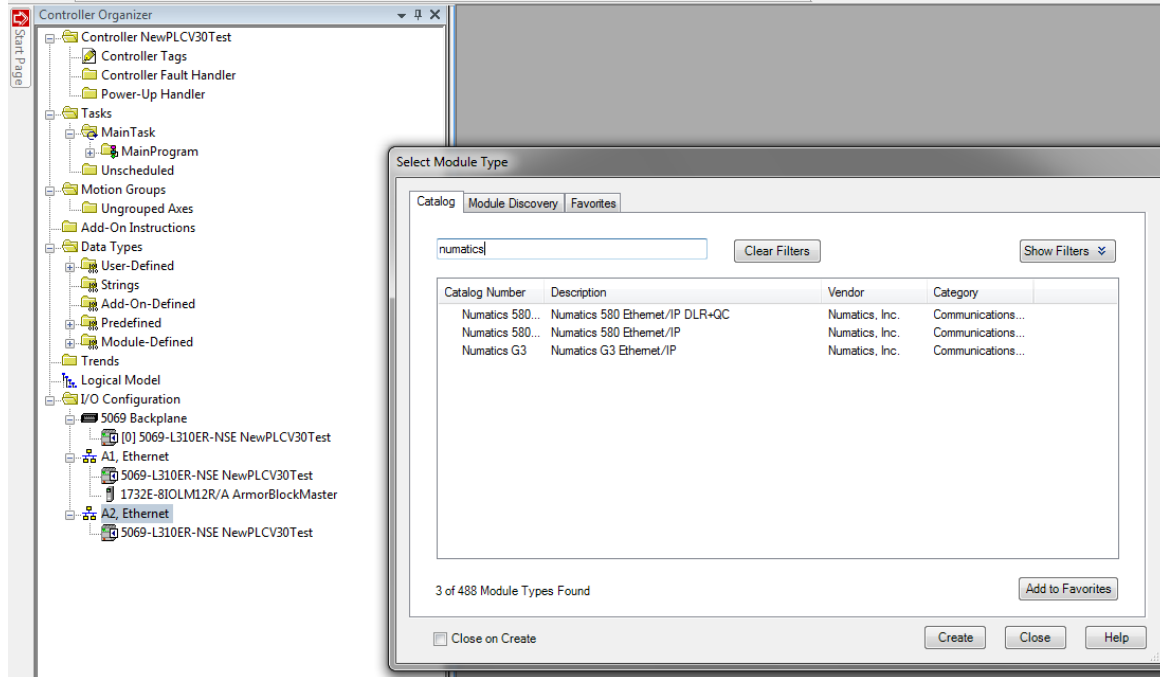 Start Page
Controller Organizer
Controller NewPLCV30Test
Controller Tags
Controller Fault Handler
Power-Up Handler
Tasks
MainTask
MainProgram
Unscheduled
Motion Groups
Ungrouped Axes
Add-On Instructions
Data Types
User-Defined
Strings
Add-On-Defined
Predefined
Module-Defined
Trends
Logical Model
I/O Configuration
5069 Backplane
[0] 5069-L310ER-NSE NewPLCV30Test
A1, Ethernet
5069-L310ER-NSE NewPLCV30Test
1732E-8IOLM12R/A ArmorBlockMaster
A2, Ethernet
5069-L310ER-NSE NewPLCV30Test
Select Module Type
Catalog Module Discovery Favorites
numatics Clear Filters Show Filters
Catalog Number Description Vendor Category
Numatics 580... Numatics 580 Ethernet/IP DLR+QC Numatics, Inc. Communications...
Numatics 580... Numatics 580 Ethernet/IP Numatics, Inc. Communications...
Numatics G3 Numatics G3 Ethernet/IP Numatics, Inc. Communications...
3 of 488 Module Types Found Add to Favorites
Close on Create Create Close Help